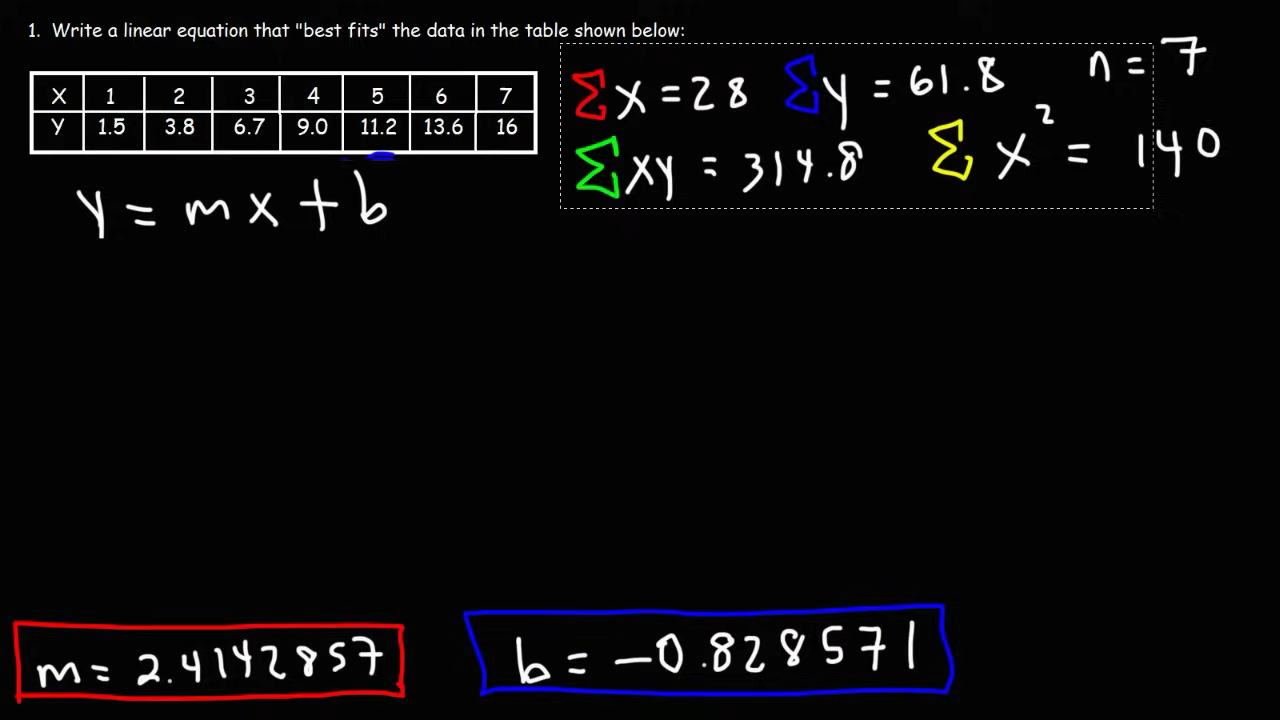 1. Write a linear equation that "best fits" the data in the table shown below:
X 1 2 3 4 5 6 7
Y 1.5 3.8 6.7 9.0 11.2 13.6 16
Σx = 28 Σy = 61.8 n = 7
Σxy = 314.8 Σx² = 140
y = mx + b
m = 2.4142857
b = -0.828571